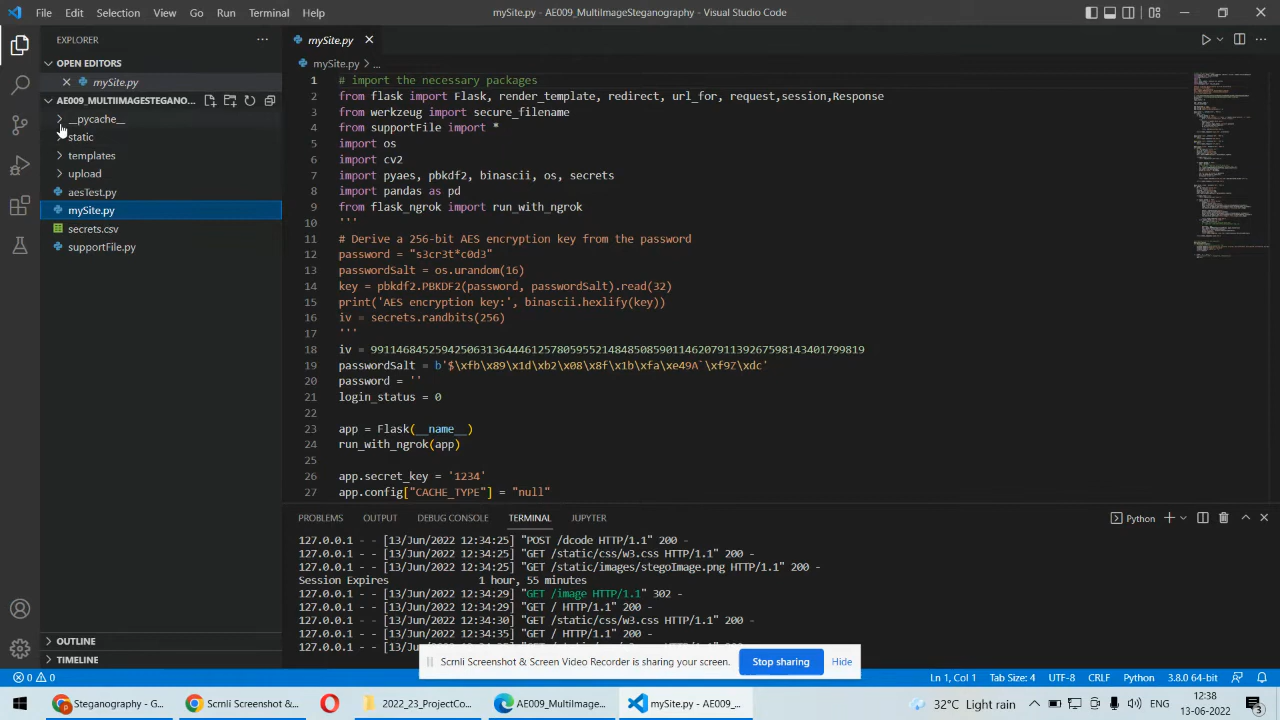 File Edit Selection View Go Run Terminal Help
mySite.py - AE009_MultiImageSteganography - Visual Studio Code
EXPLORER
OPEN EDITORS
mySite.py
AE009_MULTIIMAGESTEGANO...
__pycache__
static
templates
upload
aesTest.py
mySite.py
secrets.csv
supportFile.py
OUTLINE
TIMELINE
mySite.py
mySite.py > ...
1 # import the necessary packages
2 from flask import Flask, render_template, redirect, url_for, request,session,Response
3 from werkzeug import secure_filename
4 from supportFile import *
5 import os
6 import cv2
7 import pyaes, pbkdf2, binascii, os, secrets
8 import pandas as pd
9 from flask_ngrok import run_with_ngrok
10 '''
11 # derive a 256-bit AES encryption key from the password
12 password = "s3cr3t*c0d3"
13 passwordSalt = os.urandom(16)
14 key = pbkdf2.PBKDF2(password, passwordSalt).read(32)
15 print('AES encryption key:', binascii.hexlify(key))
16 iv = secrets.randbits(256)
17 '''
18 iv = 99114684525942506313644461257805955214848508590114620791139267598143401799819
19 passwordSalt = b'$\xfb\x89\x1d\xb2\x08\x8f\x1b\xfa\xe49A`\xf9Z\xdc'
20 password = ''
21 login_status = 0
22
23 app = Flask(__name__)
24 run_with_ngrok(app)
25
26 app.secret_key = '1234'
27 app.config["CACHE_TYPE"] = "null"
PROBLEMS OUTPUT DEBUG CONSOLE TERMINAL JUPYTER
Python
127.0.0.1 - - [13/Jun/2022 12:34:25] "POST /dcode HTTP/1.1" 200 -
127.0.0.1 - - [13/Jun/2022 12:34:25] "GET /static/css/w3.css HTTP/1.1" 200 -
127.0.0.1 - - [13/Jun/2022 12:34:25] "GET /static/images/stegoImage.png HTTP/1.1" 200 -
Session Expires 1 hour, 55 minutes
127.0.0.1 - - [13/Jun/2022 12:34:29] "GET /image HTTP/1.1" 302 -
127.0.0.1 - - [13/Jun/2022 12:34:29] "GET / HTTP/1.1" 200 -
127.0.0.1 - - [13/Jun/2022 12:34:30] "GET /static/css/w3.css HTTP/1.1" 200 -
127.0.0.1 - - [13/Jun/2022 12:34:35] "GET / HTTP/1.1" 200 -
Scrnli Screenshot & Screen Video Recorder is sharing your screen. Stop sharing Hide
0 0
Ln 1, Col 1 Tab Size: 4 UTF-8 CRLF Python 3.8.0 64-bit
Steganography - G... Scrnli Screenshot &... 2022_23_ProjectCo... AE009_MultiImage... mySite.py - AE009_...
32°C Light rain ENG 12:38
13-06-2022
3